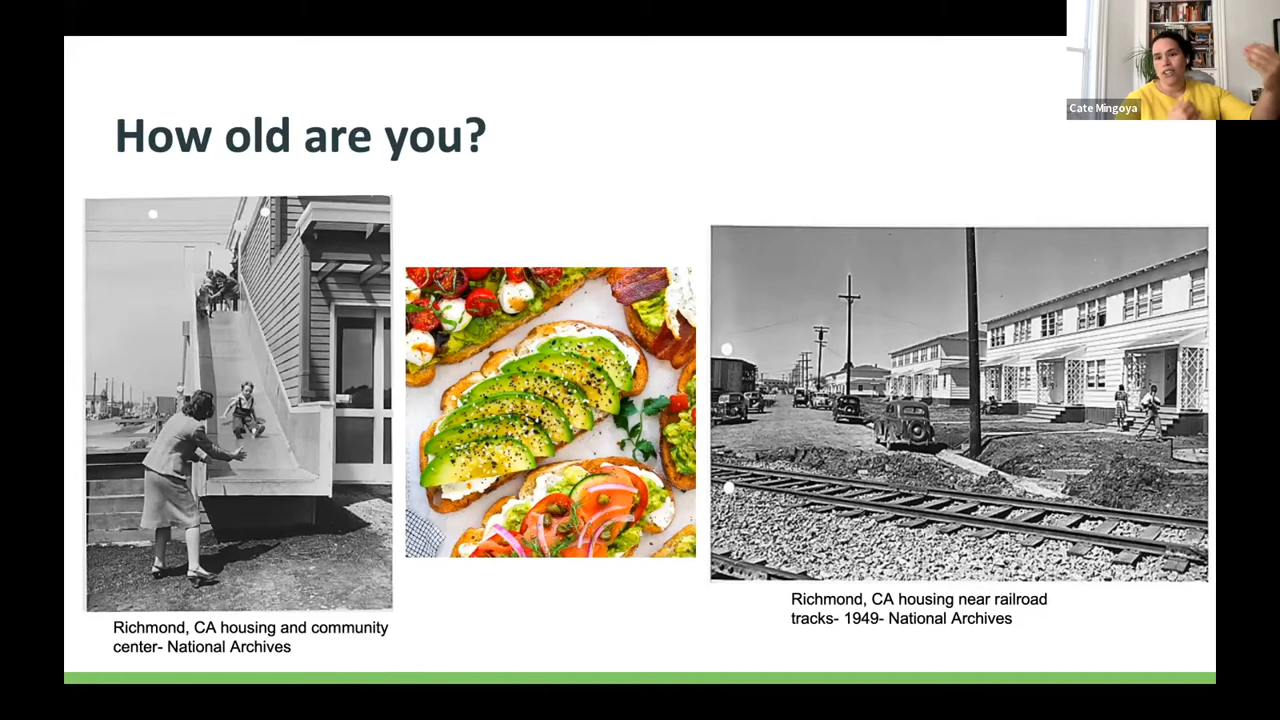 Cate Mingoya
How old are you?
Richmond, CA housing and community
center- National Archives
Richmond, CA housing near railroad
tracks- 1949- National Archives